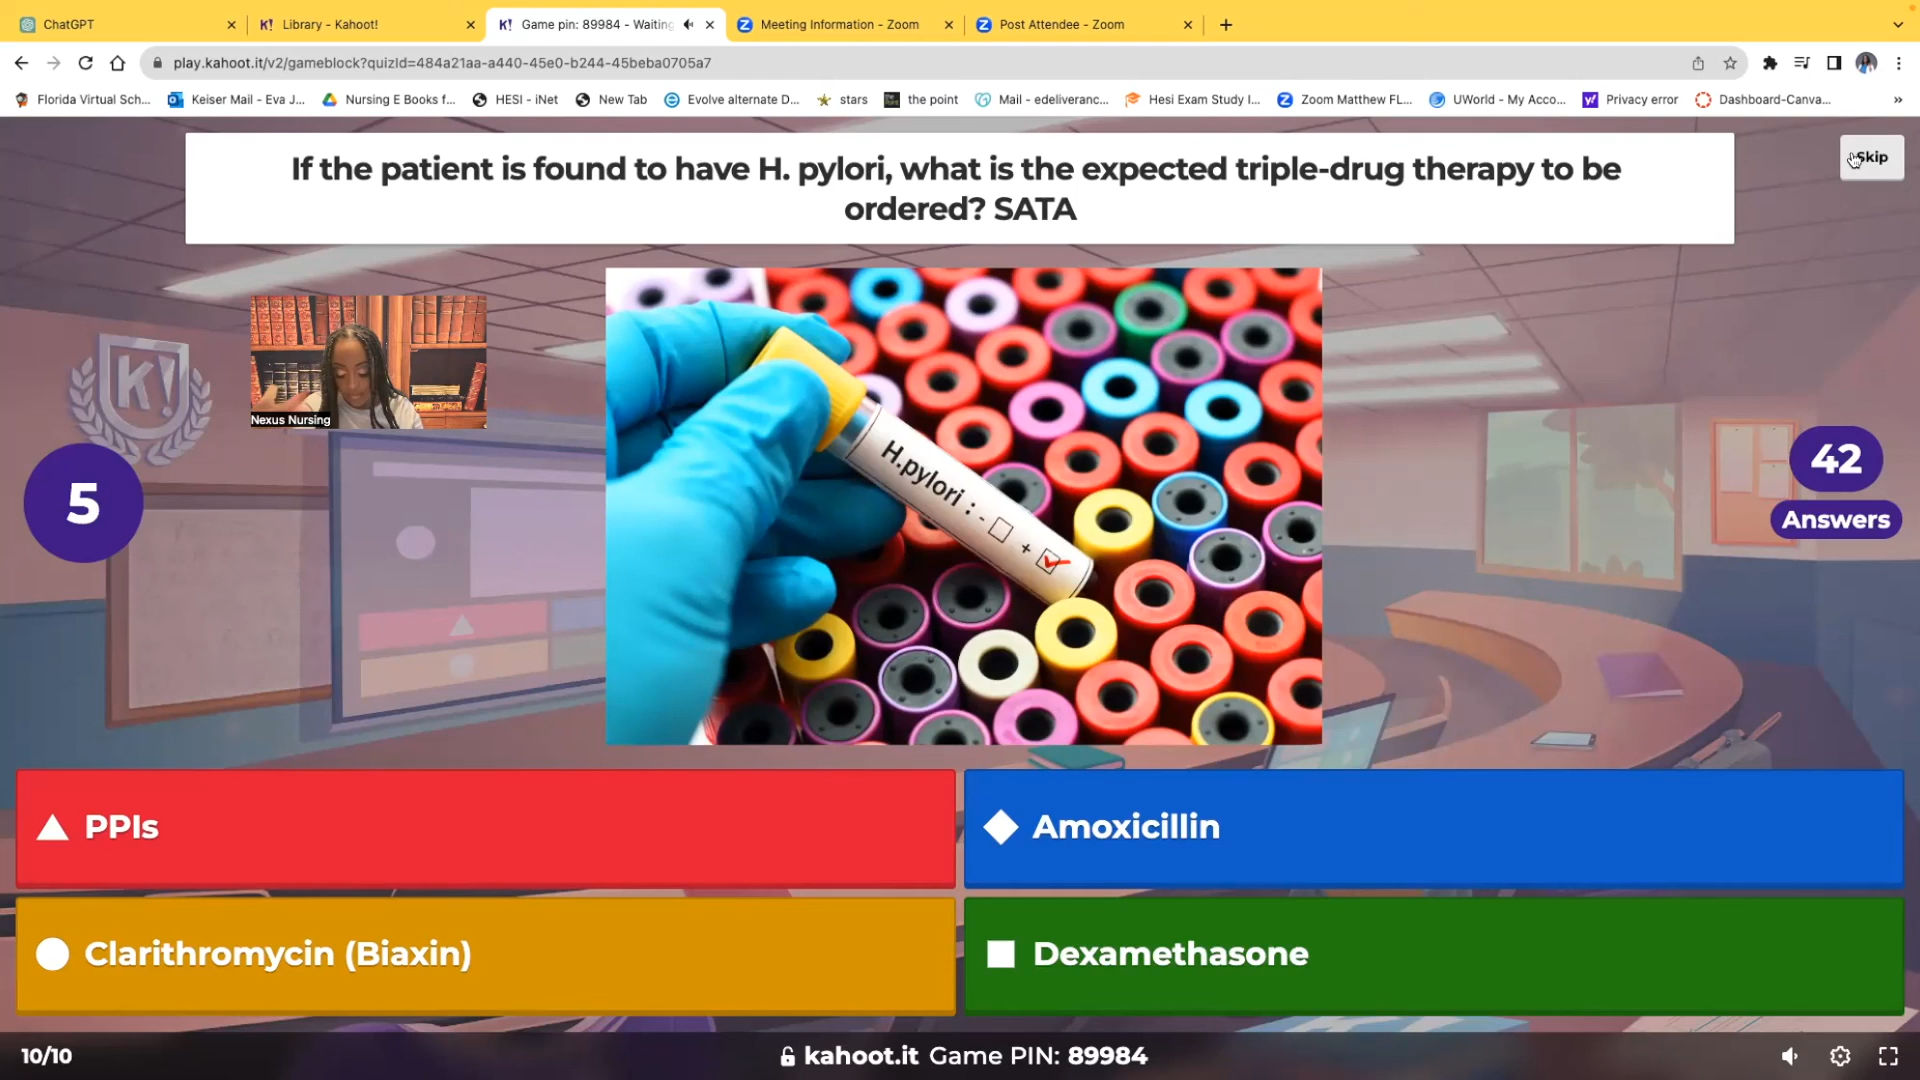 ChatGPT
Library - Kahoot!
Game pin: 89984 - Waiting
Meeting Information - Zoom
Post Attendee - Zoom
play.kahoot.it/v2/gameblock?quizId=484a21aa-a440-45e0-b244-45beba0705a7
Florida Virtual Sch...
Keiser Mail - Eva J...
Nursing E Books f...
HESI - iNet
New Tab
Evolve alternate D...
stars
the point
Mail - edeliveranc...
Hesi Exam Study I...
Zoom Matthew FL...
UWorld - My Acco...
Privacy error
Dashboard-Canva...
If the patient is found to have H. pylori, what is the expected triple-drug therapy to be
ordered? SATA
Skip
K!
Nexus Nursing
H.pylori : - +
5
42
Answers
PPIs
Amoxicillin
Clarithromycin (Biaxin)
Dexamethasone
10/10
kahoot.it Game PIN: 89984